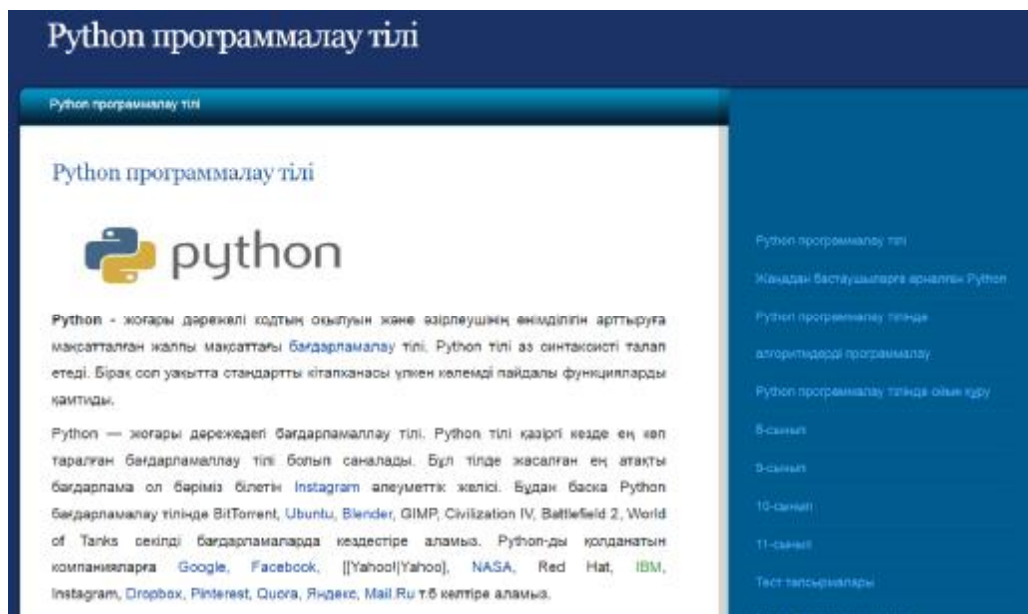 Python программалау тілі
Python программалау тілі
Python программалау тілі
python
Python - жоғары дәрежелі кодтың оқылуын және әзірлеушінің өнімділігін арттыруға
мақсатталған жалпы мақсаттағы бағдарламалау тілі. Python тілі аз синтаксисті талап
етеді. Бірақ сол уақытта стандартты кітапханасы үлкен көлемді пайдалы функцияларды
қамтиды.
Python — жоғары дәрежедегі бағдарламаллау тілі. Python тілі қазіргі кезде ең көп
таралған бағдарламаллау тілі болып саналады. Бұл тілде жасалған ең атақты
бағдарлама ол бәріміз білетін Instagram әлеуметтік желісі. Бұдан басқа Python
бағдарламалау тілінде BitTorrent, Ubuntu, Blender, GIMP, Civilization IV, Battlefield 2, World
of Tanks секілді бағдарламаларда кездестіре аламыз. Python-ды қолданатын
компанияларға Google, Facebook, [[Yahoo!|Yahoo], NASA, Red Hat, IBM,
Instagram, Dropbox, Pinterest, Quora, Яндекс, Mail.Ru т.б келтіре аламыз.
Python программалау тілі
Жаңадан бастаушыларға арналған Python
Python программалау тілінде
алгоритмдерді программалау
Python программалау тілінде ойын құру
8-сынып
9-сынып
10-сынып
11-сынып
Тест тапсырмалары